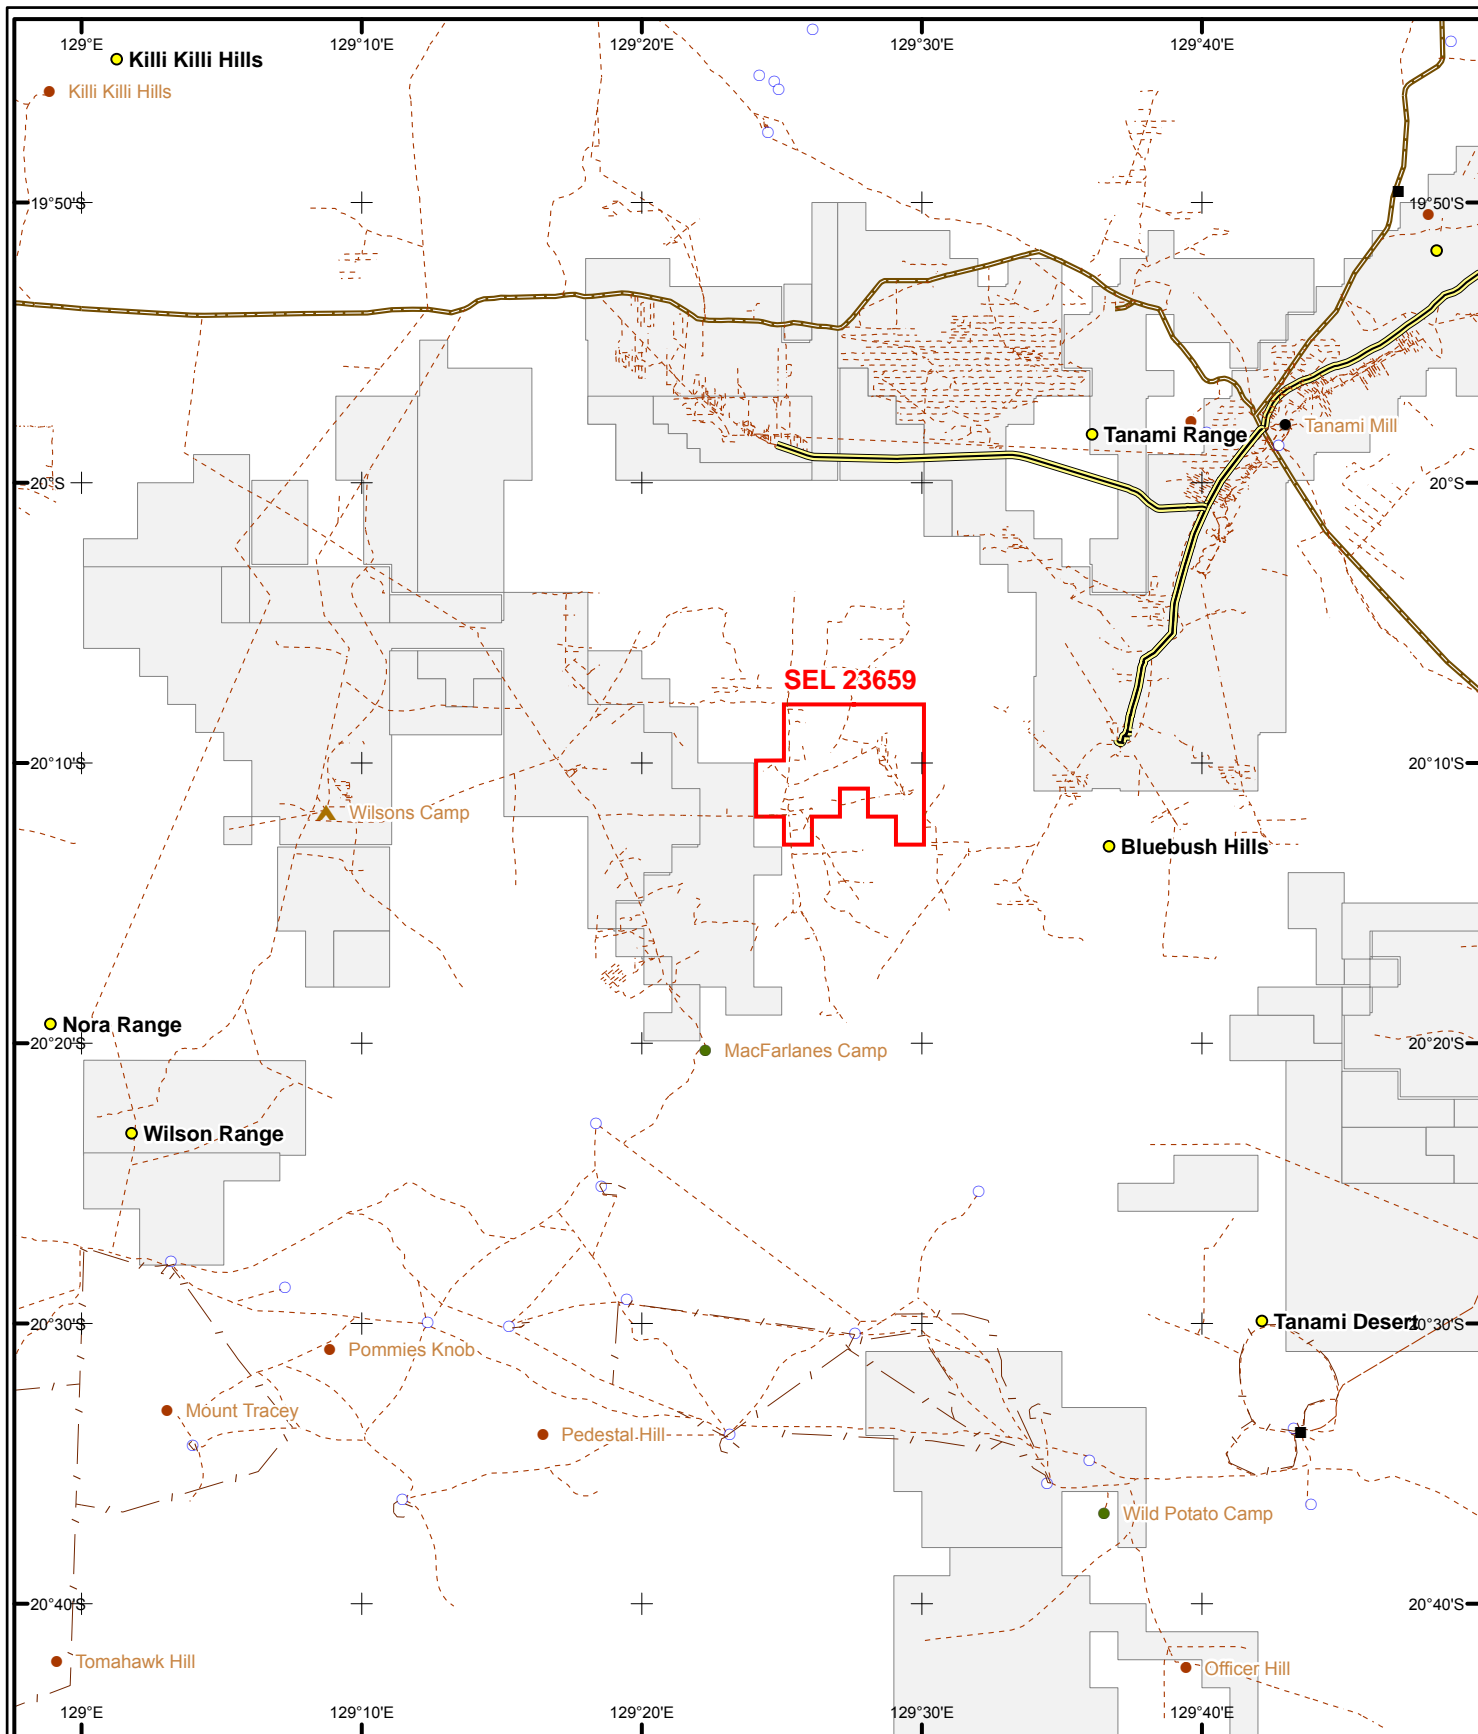 129°E
129°10'E
129°20'E
129°30'E
129°40'E
Killi Killi Hills
Killi Killi Hills
19°50'S
19°50'S
Tanami Mill
Tanami Range
20°S
20°S
SEL 23659
20°10'S
20°10'S
Wilsons Camp
Bluebush Hills
Nora Range
20°20'S
20°20'S
MacFarlanes Camp
Wilson Range
20°30'S
Tanami Desert
20°30'S
Pommies Knob
Mount Tracey
Pedestal Hill
Wild Potato Camp
20°40'S
20°40'S
Tomahawk Hill
Officer Hill
129°E
129°10'E
129°20'E
129°30'E
129°40'E